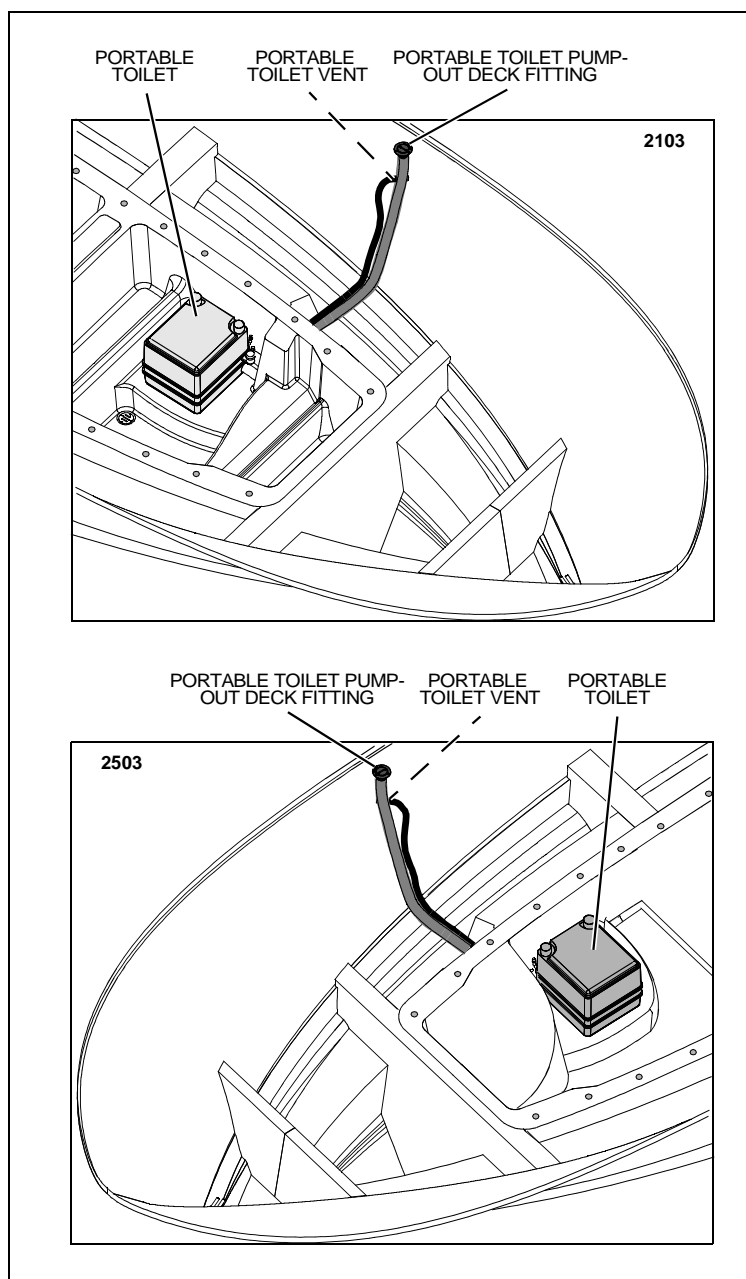 PORTABLE
TOILET
PORTABLE
TOILET VENT
PORTABLE TOILET PUMP-
OUT DECK FITTING
2103
PORTABLE TOILET PUMP-
OUT DECK FITTING
PORTABLE
TOILET VENT
PORTABLE
TOILET
2503